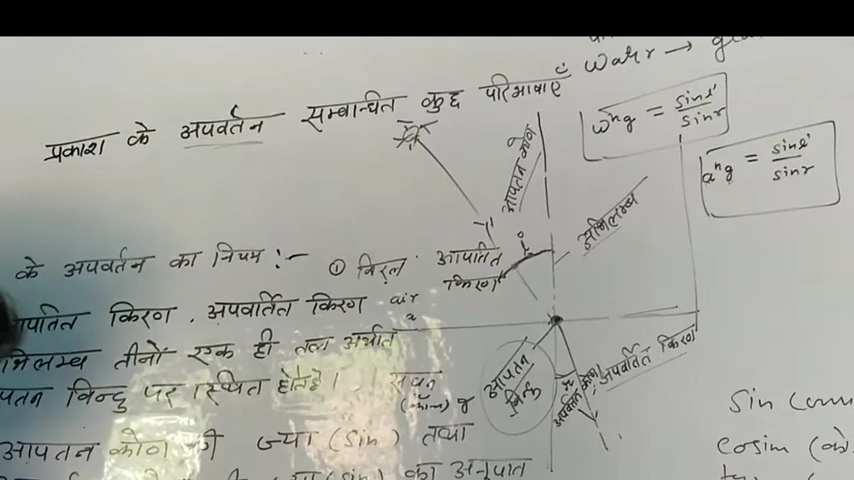 water → 
प्रकाश के अपवर्तन सम्बान्धित कुछ परिभाषाएँ
wng = sini / sinr
ang = sini / sinr
आपतन कोण
अभिलम्ब
के अपवर्तन का नियम :-
① विरल
आपतित किरण
i
आपतित किरण . अपवर्तित किरण
air
a
अभिलम्ब तीनों एक ही तल अर्थात
आपतन विन्दु पर स्थित होते है।
सघन
(काँच) g
आपतन विन्दु
r
अपवर्तन कोण
अपवर्तित किरण
आपतन कोण की ज्या (sin) तथा
(sin) का अनुपात
Sin
cosim